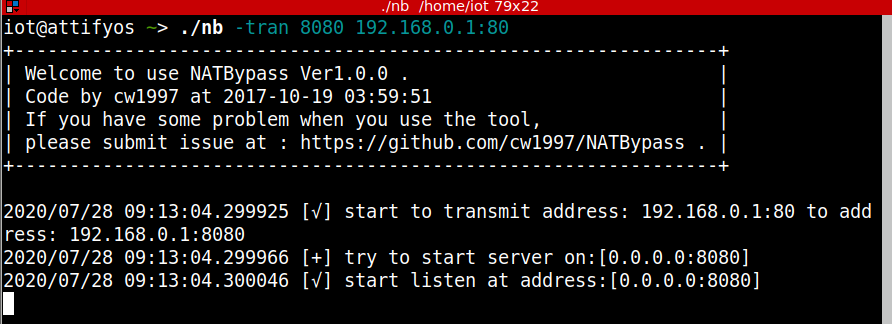 ./nb /home/iot 79x22
iot@attifyos ~> ./nb -tran 8080 192.168.0.1:80
+----------------------------------------------------------------+
| Welcome to use NATBypass Ver1.0.0 . |
| Code by cw1997 at 2017-10-19 03:59:51 |
| If you have some problem when you use the tool, |
| please submit issue at : https://github.com/cw1997/NATBypass . |
+----------------------------------------------------------------+
2020/07/28 09:13:04.299925 [√] start to transmit address: 192.168.0.1:80 to add
ress: 192.168.0.1:8080
2020/07/28 09:13:04.299966 [+] try to start server on:[0.0.0.0:8080]
2020/07/28 09:13:04.300046 [√] start listen at address:[0.0.0.0:8080]